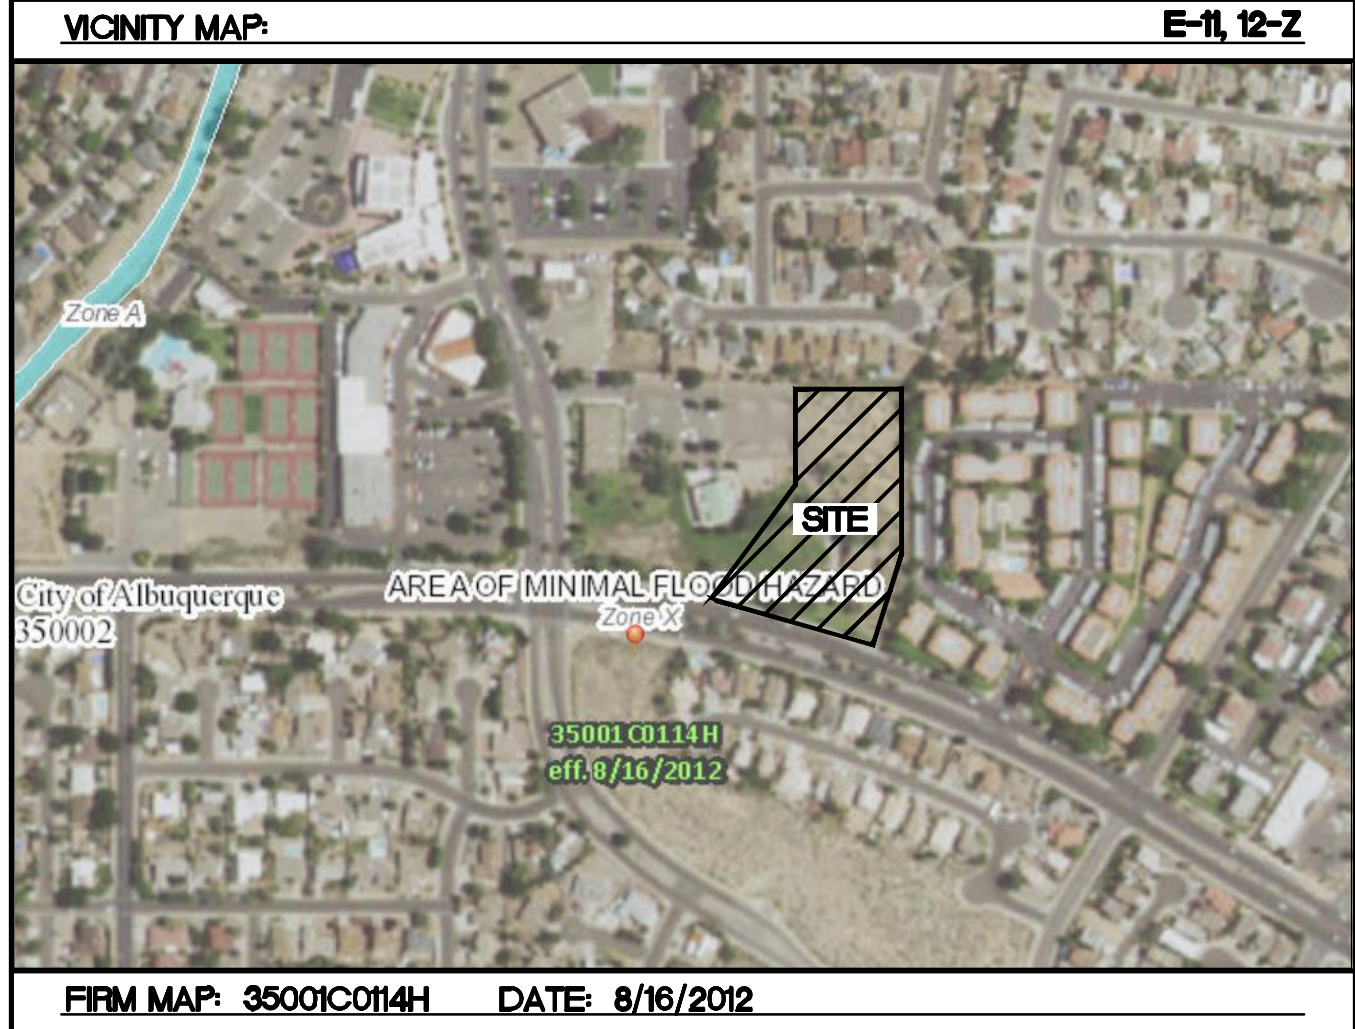 VICINITY MAP: E-11, 12-Z
Zone A
SITE
AREA OF MINIMAL FLOOD HAZARD
City of Albuquerque
Zone X
350002
35001C0114H
eff. 8/16/2012
FIRM MAP: 35001C0114H DATE: 8/16/2012